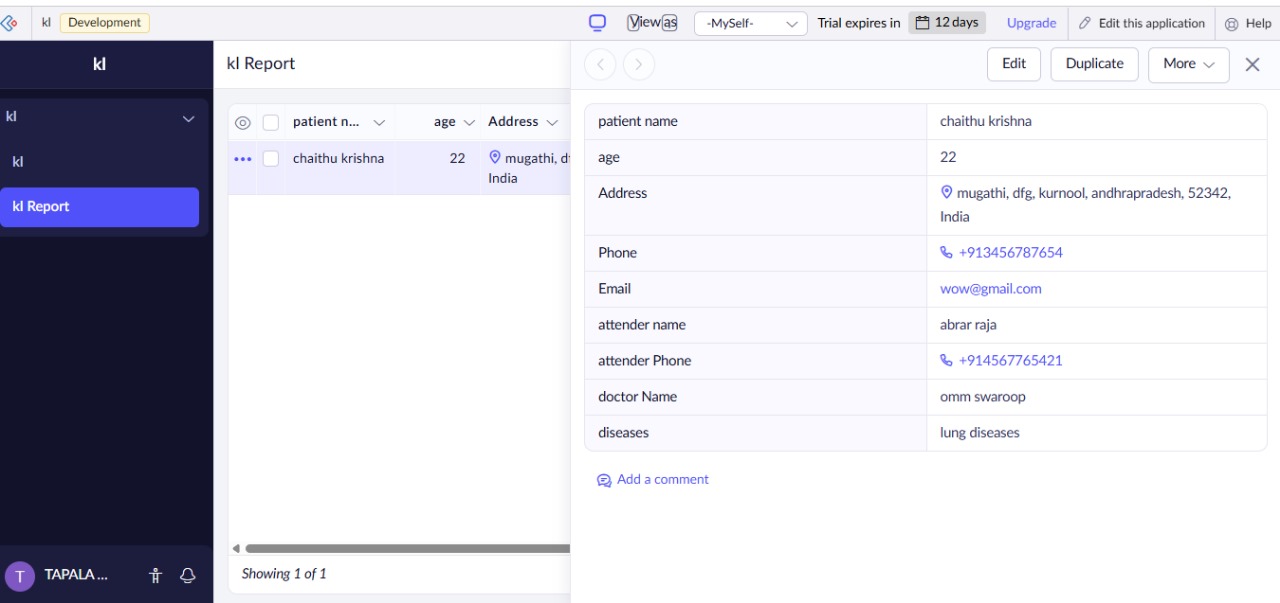 kl Development View as -MySelf- Trial expires in 12 days Upgrade Edit this application Help
kl
kl
kl
kl Report
TAPALA ...
T
kl Report
patient n... age Address
chaithu krishna 22 mugathi, df
India
Showing 1 of 1
Edit Duplicate More
patient name chaithu krishna
age 22
Address mugathi, dfg, kurnool, andhrapradesh, 52342,
India
Phone +913456787654
Email wow@gmail.com
attender name abrar raja
attender Phone +914567765421
doctor Name omm swaroop
diseases lung diseases
Add a comment